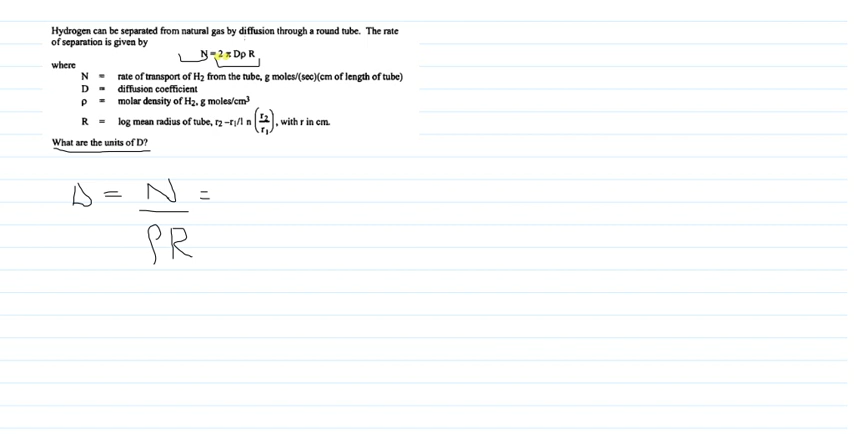 Hydrogen can be separated from natural gas by diffusion through a round tube. The rate
of separation is given by
N = 2 π Dρ R
where
N = rate of transport of H₂ from the tube, g moles/(sec)(cm of length of tube)
D = diffusion coefficient
ρ = molar density of H₂, g moles/cm³
R = log mean radius of tube, r₂ –r₁/l n (r₂/r₁), with r in cm.
What are the units of D?
D = N/ρR =